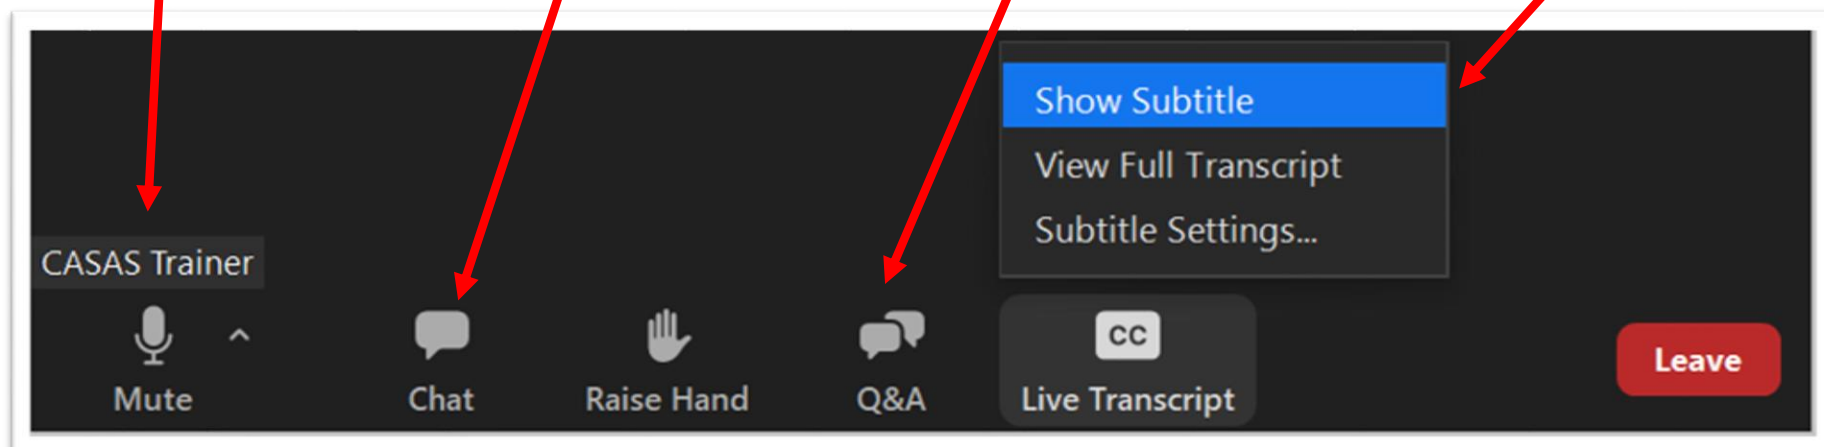 Show Subtitle
View Full Transcript
Subtitle Settings...
CASAS Trainer
CC
Mute
Chat
Raise Hand
Q&A
Live Transcript
Leave